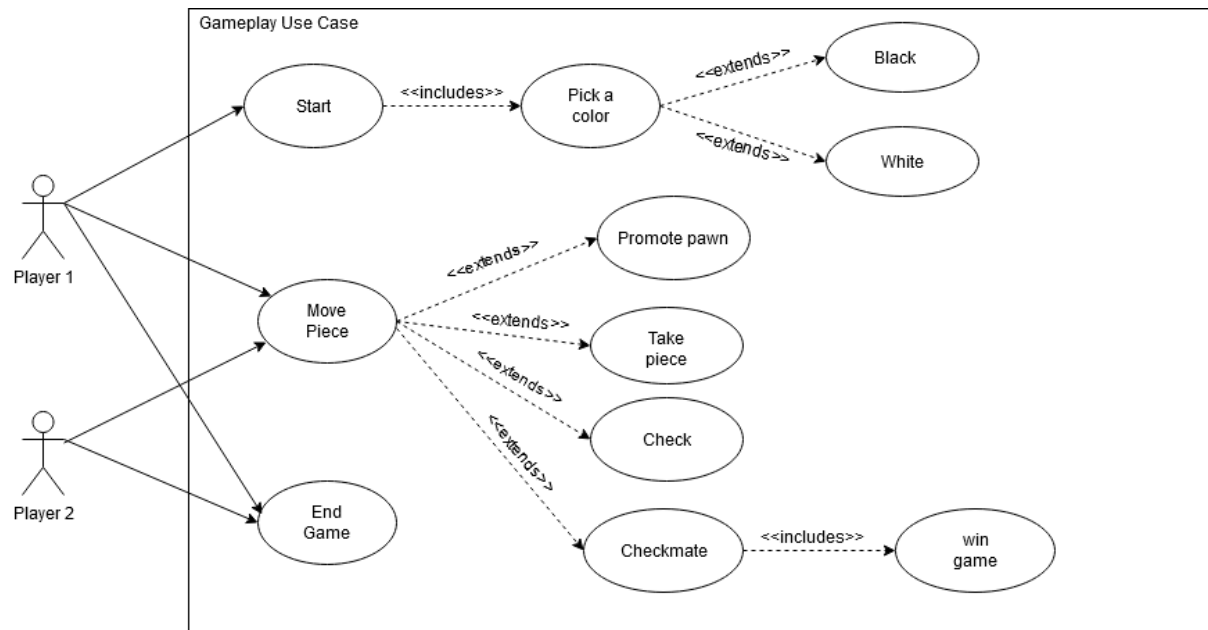 Gameplay Use Case
Start
<<includes>>
Pick a
color
<<extends>>
Black
<<extends>>
White
Player 1
Promote pawn
<<extends>>
Move
Piece
<<extends>>
Take
piece
<<extends>>
Check
<<extends>>
Player 2
End
Game
Checkmate
<<includes>>
win
game